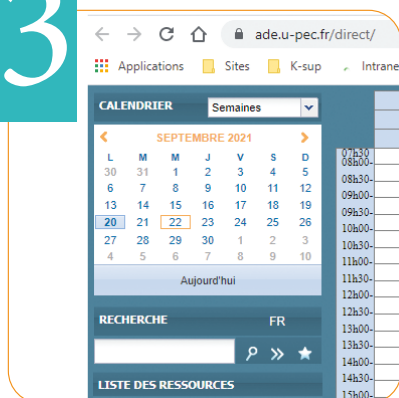 3
ade.u-pec.fr/direct/
Applications Sites K-sup Intrane
CALENDRIER Semaines
SEPTEMBRE 2021
L M M J V S D
30 31 1 2 3 4 5
6 7 8 9 10 11 12
13 14 15 16 17 18 19
20 21 22 23 24 25 26
27 28 29 30 1 2 3
4 5 6 7 8 9 10
Aujourd'hui
RECHERCHE FR
LISTE DES RESSOURCES
07h30
08h00
08h30
09h00
09h30
10h00
10h30
11h00
11h30
12h00
12h30
13h00
13h30
14h00
14h30
15h00